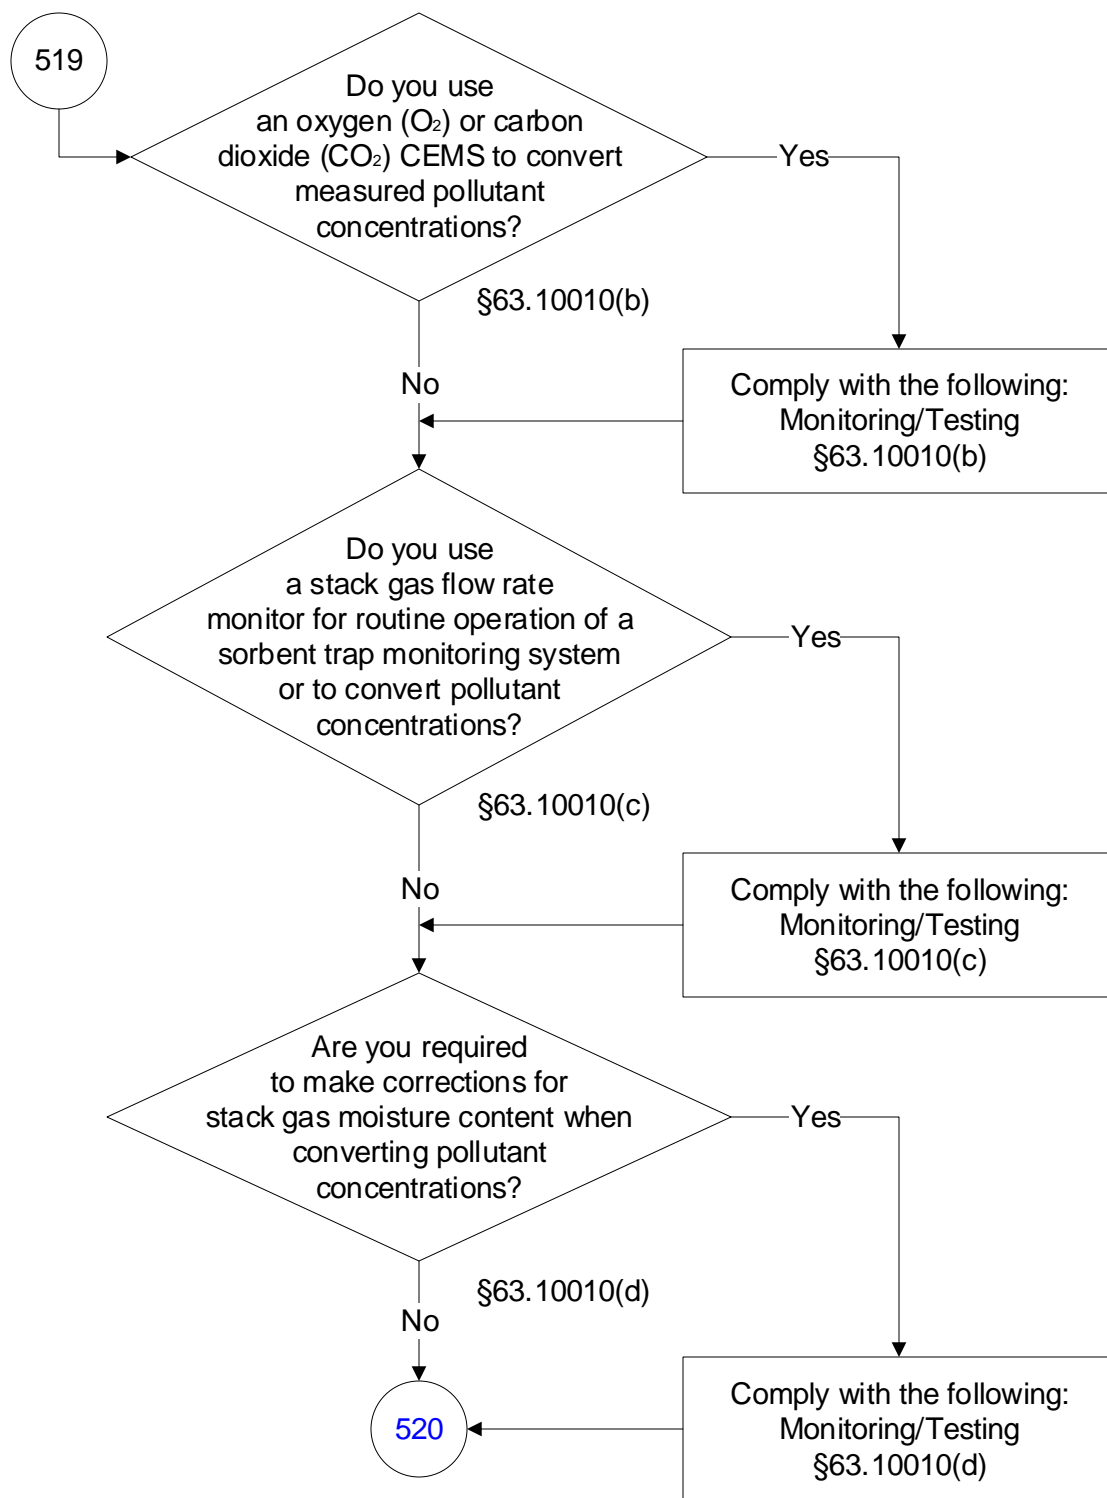 519
Do you use
an oxygen (O₂) or carbon
dioxide (CO₂) CEMS to convert
measured pollutant
concentrations?
Yes
§63.10010(b)
No
Comply with the following:
Monitoring/Testing
§63.10010(b)
Do you use
a stack gas flow rate
monitor for routine operation of a
sorbent trap monitoring system
or to convert pollutant
concentrations?
Yes
§63.10010(c)
No
Comply with the following:
Monitoring/Testing
§63.10010(c)
Are you required
to make corrections for
stack gas moisture content when
converting pollutant
concentrations?
Yes
§63.10010(d)
No
Comply with the following:
Monitoring/Testing
§63.10010(d)
520